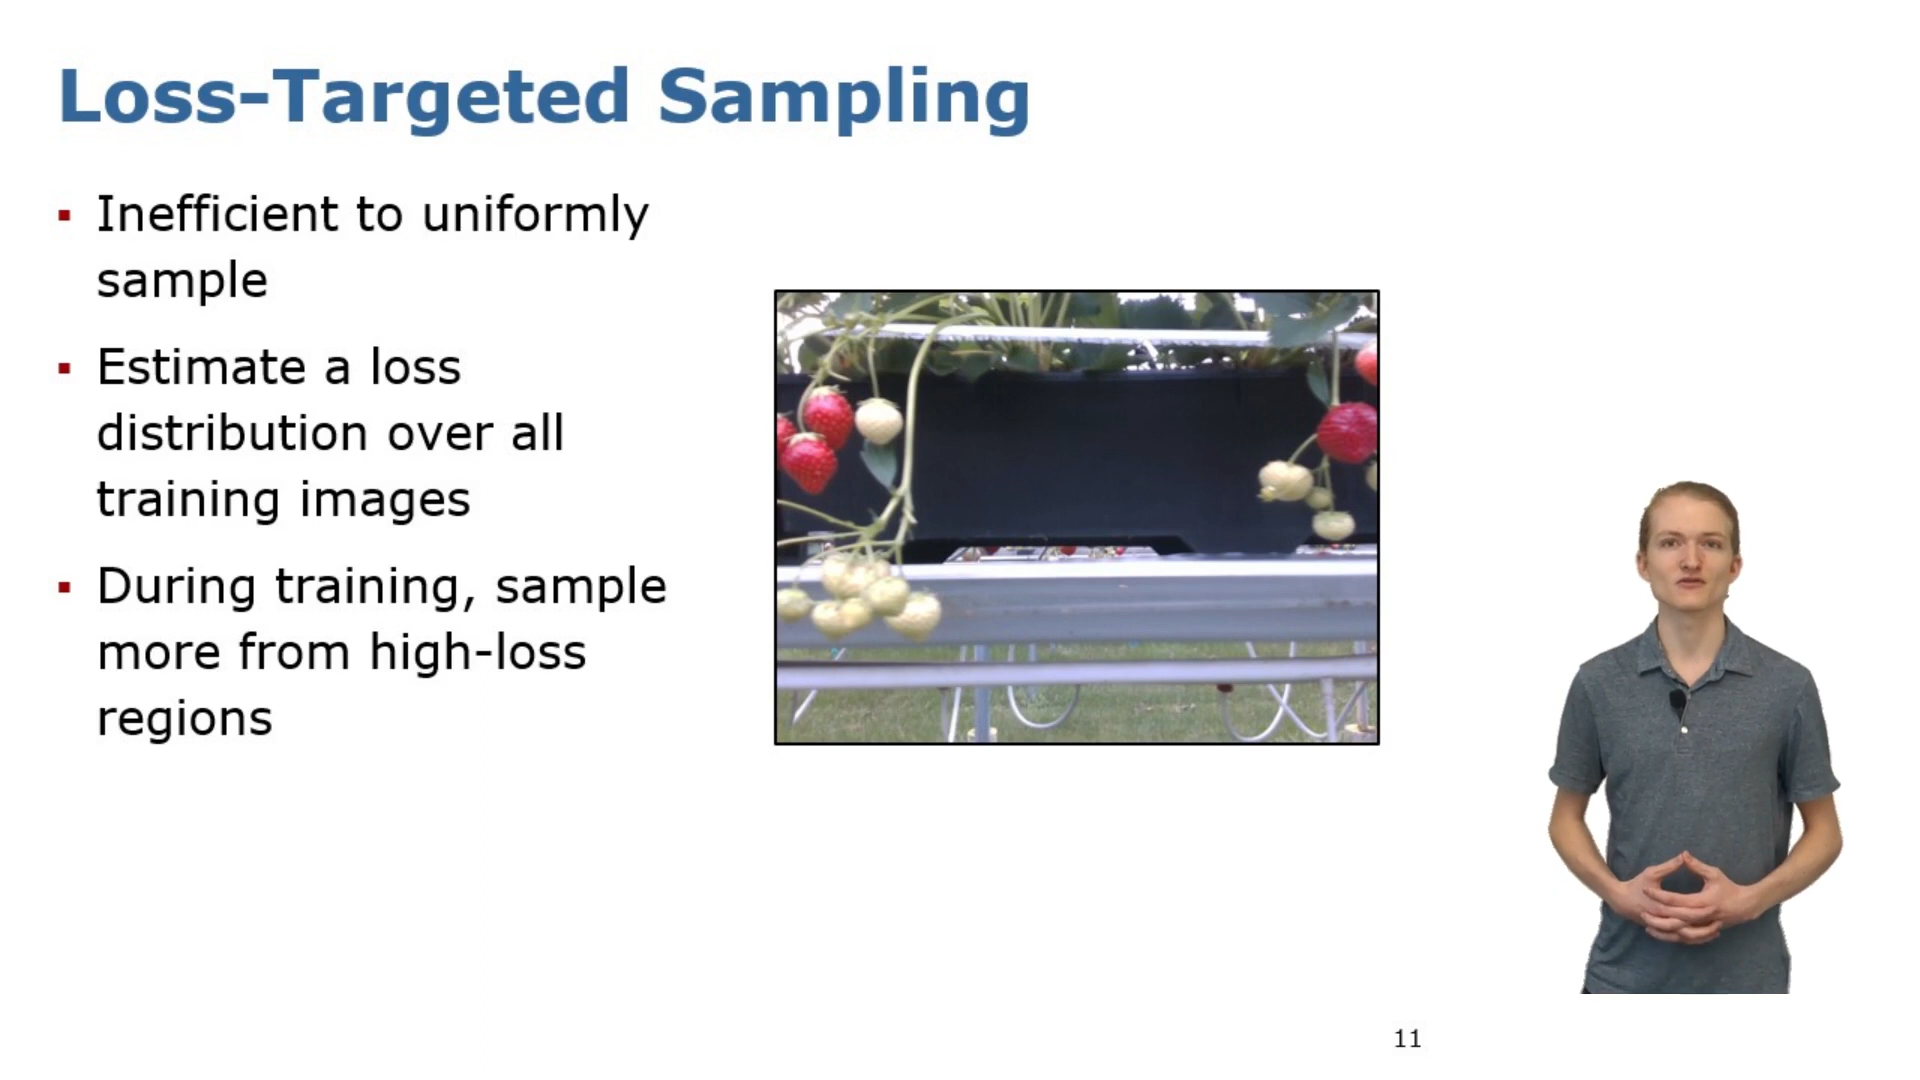 Loss-Targeted Sampling
▪ Inefficient to uniformly
sample
▪ Estimate a loss
distribution over all
training images
▪ During training, sample
more from high-loss
regions
11